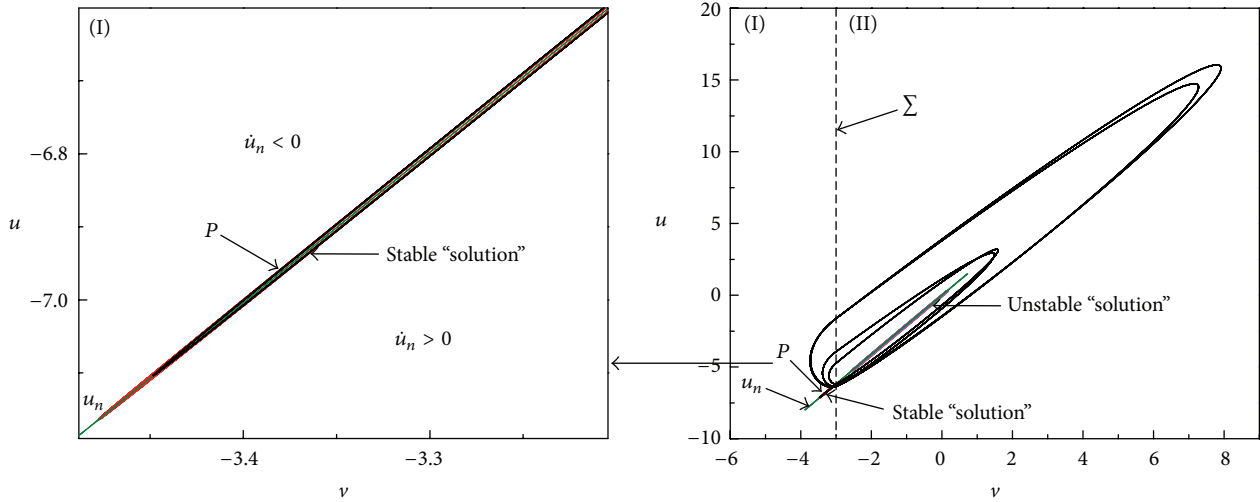 (I)
u̇ₙ < 0
−6.8
P
u
Stable “solution”
−7.0
u̇ₙ > 0
uₙ
−3.4
−3.3
v
20
(I)
(II)
15
Σ
10
5
u
0
Unstable “solution”
P
−5
uₙ
Stable “solution”
−10
−6
−4
−2
0
2
4
6
8
v